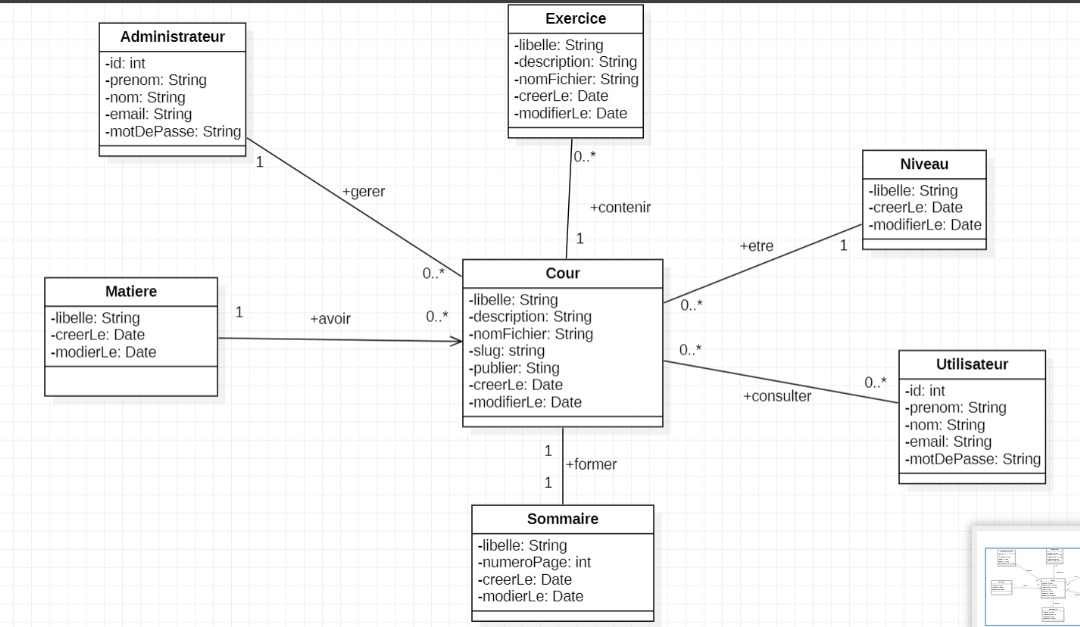 Administrateur
-id: int
-prenom: String
-nom: String
-email: String
-motDePasse: String
Exercice
-libelle: String
-description: String
-nomFichier: String
-creerLe: Date
-modifierLe: Date
Niveau
-libelle: String
-creerLe: Date
-modifierLe: Date
1
+gerer
0..*
0..*
+contenir
1
+etre
1
0..*
Matiere
-libelle: String
-creerLe: Date
-modierLe: Date
1
+avoir
0..*
Cour
-libelle: String
-description: String
-nomFichier: String
-slug: string
-publier: Sting
-creerLe: Date
-modifierLe: Date
0..*
+consulter
0..*
Utilisateur
-id: int
-prenom: String
-nom: String
-email: String
-motDePasse: String
1
+former
1
Sommaire
-libelle: String
-numeroPage: int
-creerLe: Date
-modierLe: Date